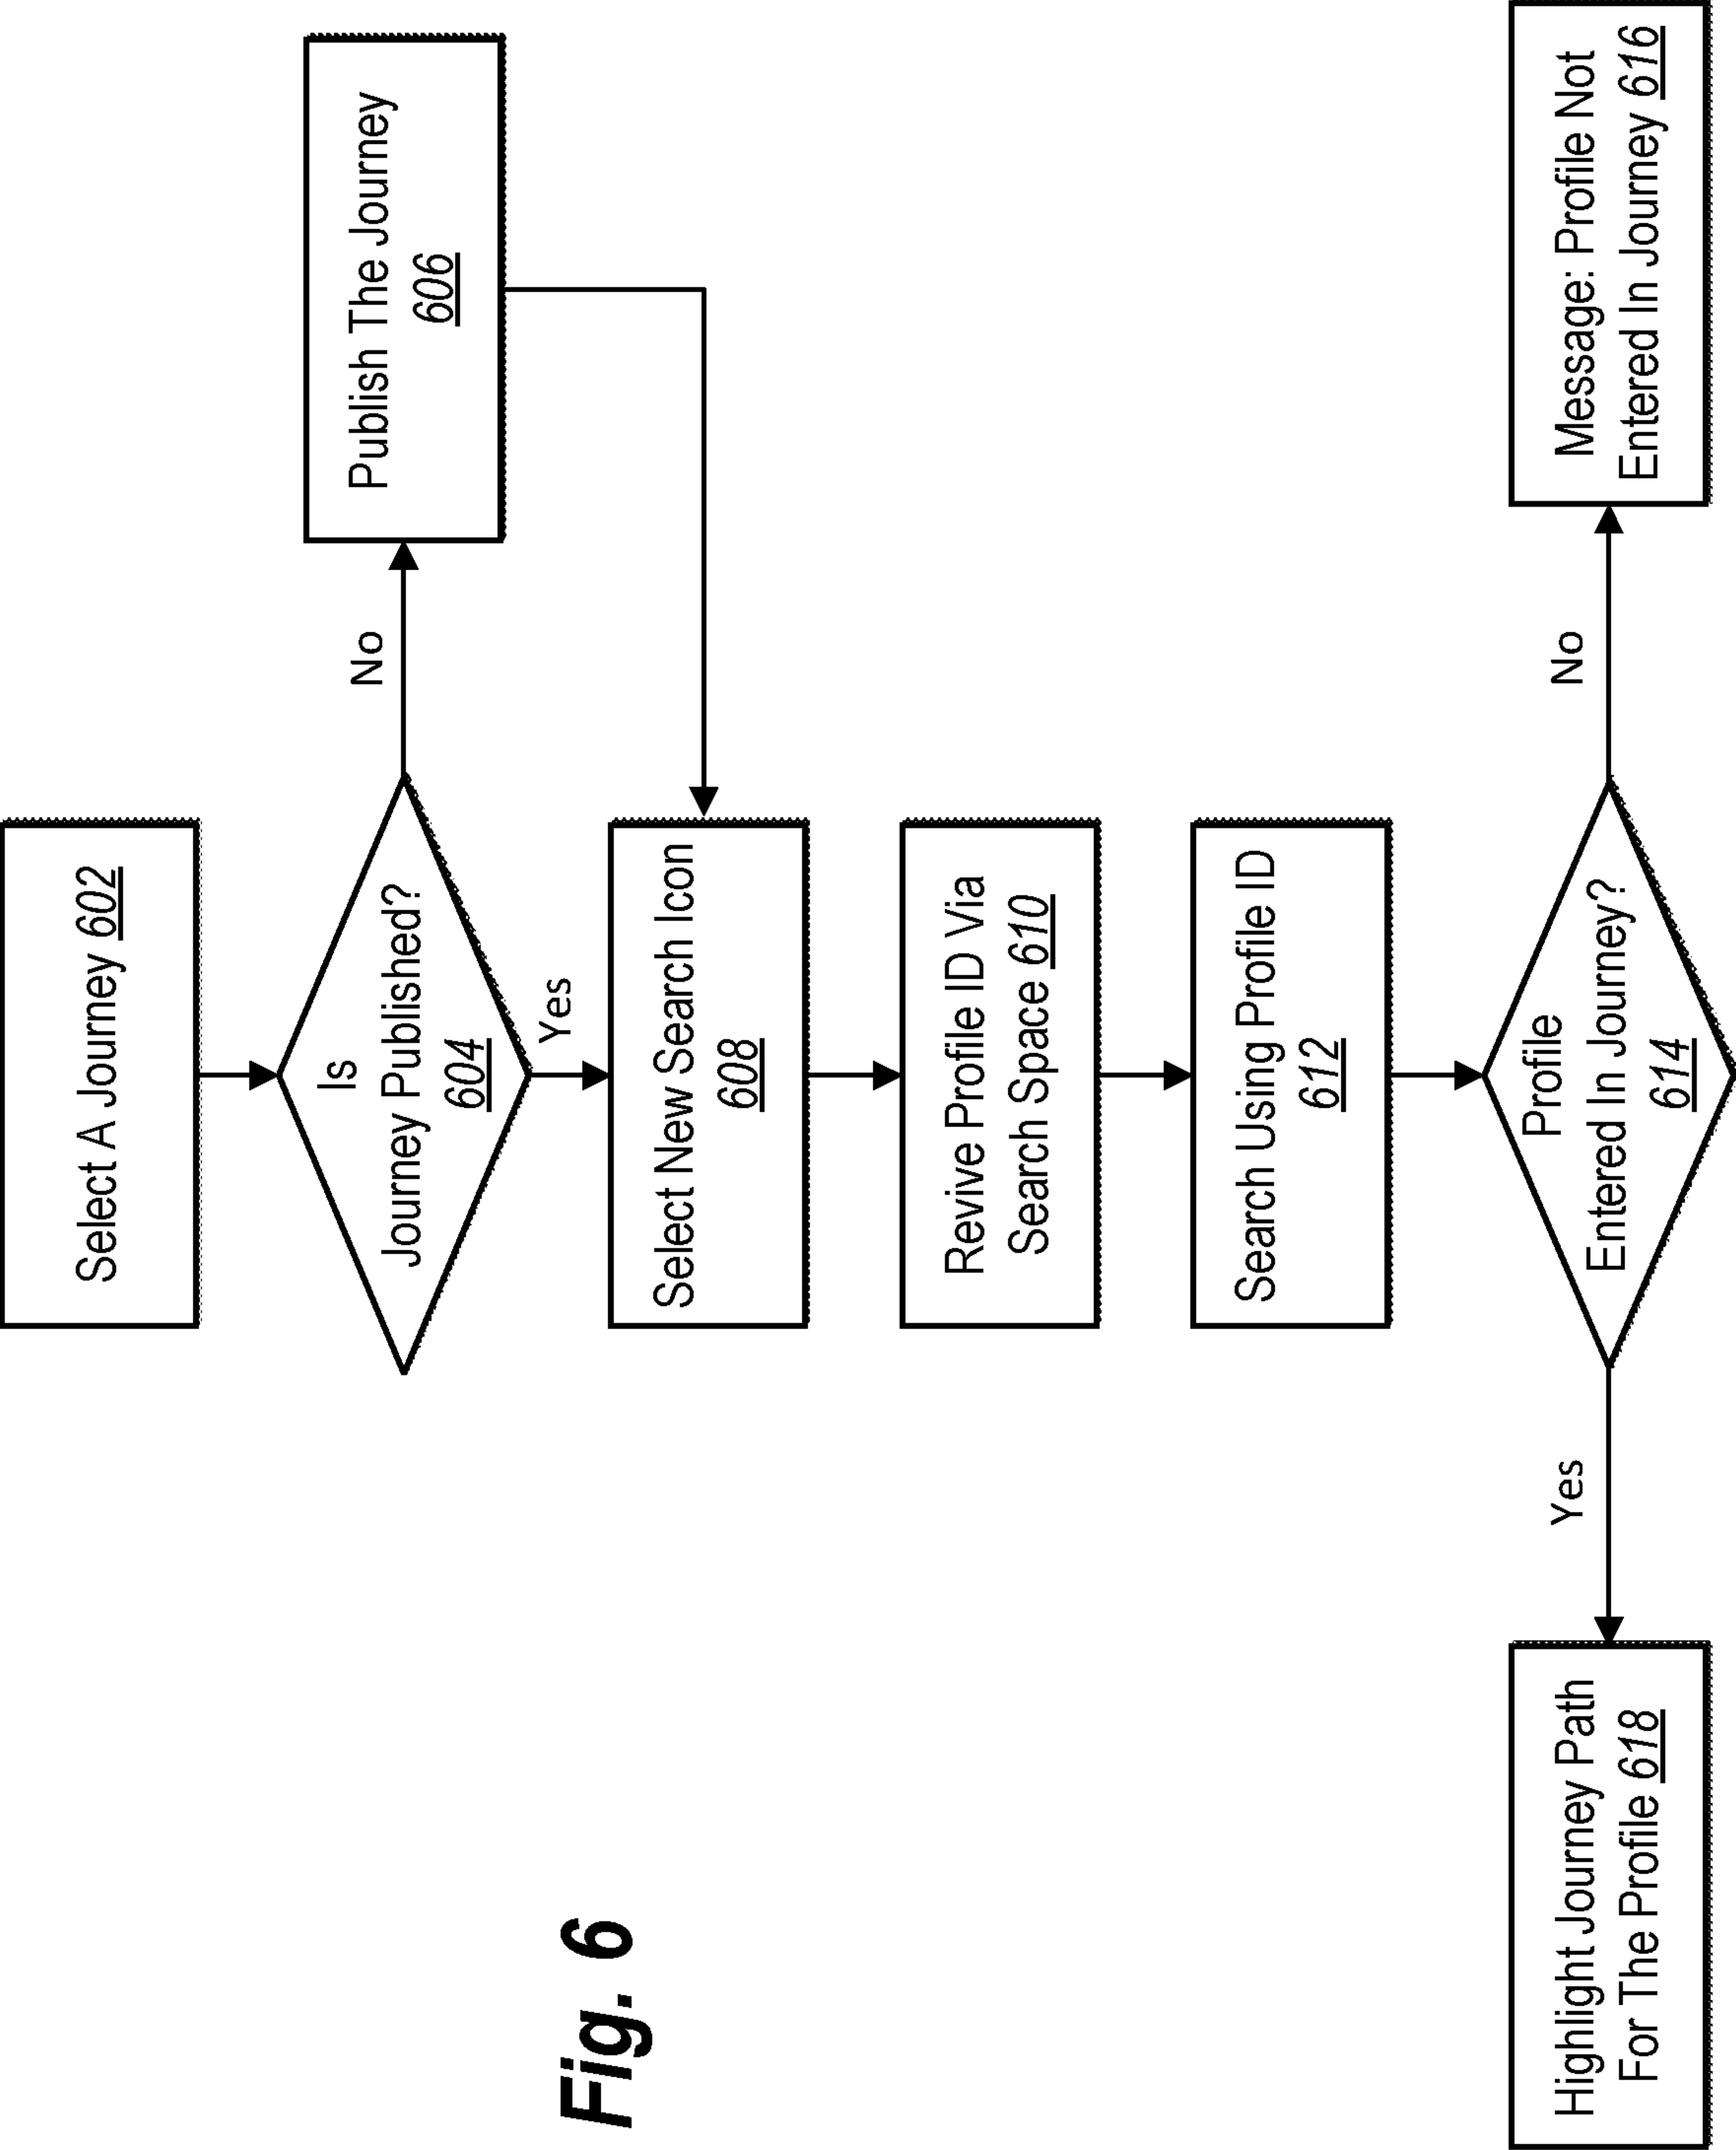 Select A Journey 602
Is
Journey Published?
604
No
Publish The Journey
606
Yes
Select New Search Icon
608
Revive Profile ID Via
Search Space 610
Search Using Profile ID
612
Profile
Entered In Journey?
614
No
Message: Profile Not
Entered In Journey 616
Yes
Highlight Journey Path
For The Profile 618
Fig. 6